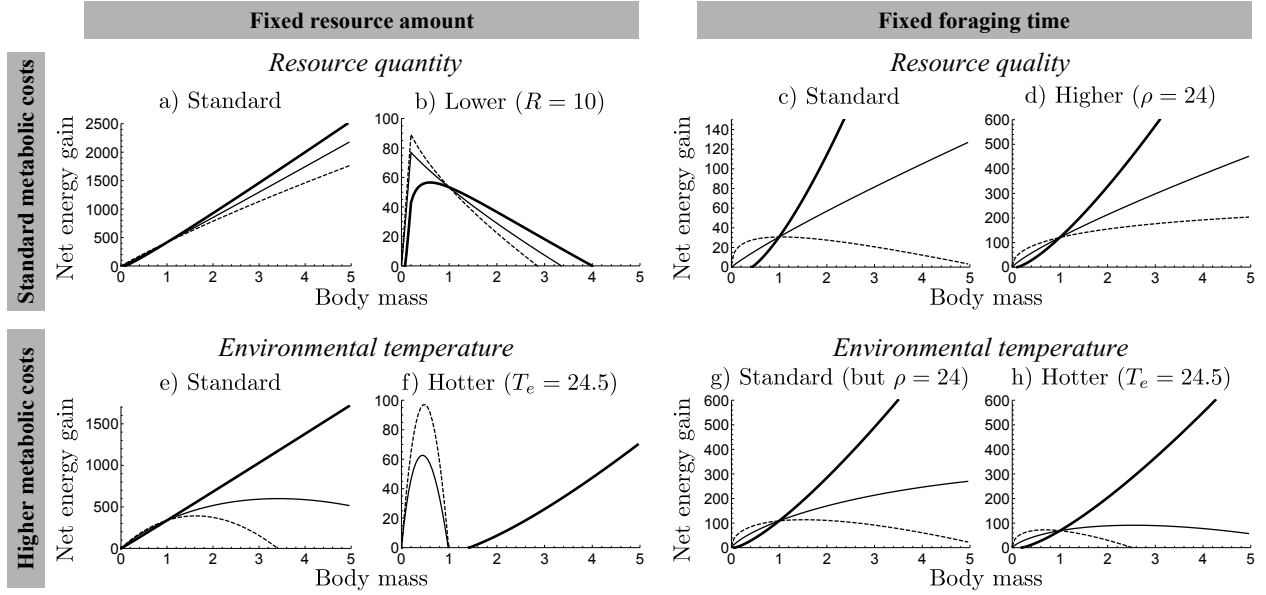 Fixed resource amount
Fixed foraging time
Standard metabolic costs
Resource quantity
Resource quality
a) Standard
b) Lower (R = 10)
c) Standard
d) Higher (ρ = 24)
Net energy gain
2500
2000
1500
1000
500
0
0 1 2 3 4 5
100
80
60
40
20
0
0 1 2 3 4 5
Body mass
Net energy gain
140
120
100
80
60
40
20
0
0 1 2 3 4 5
600
500
400
300
200
100
0
0 1 2 3 4 5
Body mass
Higher metabolic costs
Environmental temperature
Environmental temperature
e) Standard
f) Hotter (Te = 24.5)
g) Standard (but ρ = 24)
h) Hotter (Te = 24.5)
Net energy gain
1500
1000
500
0
0 1 2 3 4 5
100
80
60
40
20
0
0 1 2 3 4 5
Body mass
Net energy gain
600
500
400
300
200
100
0
0 1 2 3 4 5
600
500
400
300
200
100
0
0 1 2 3 4 5
Body mass